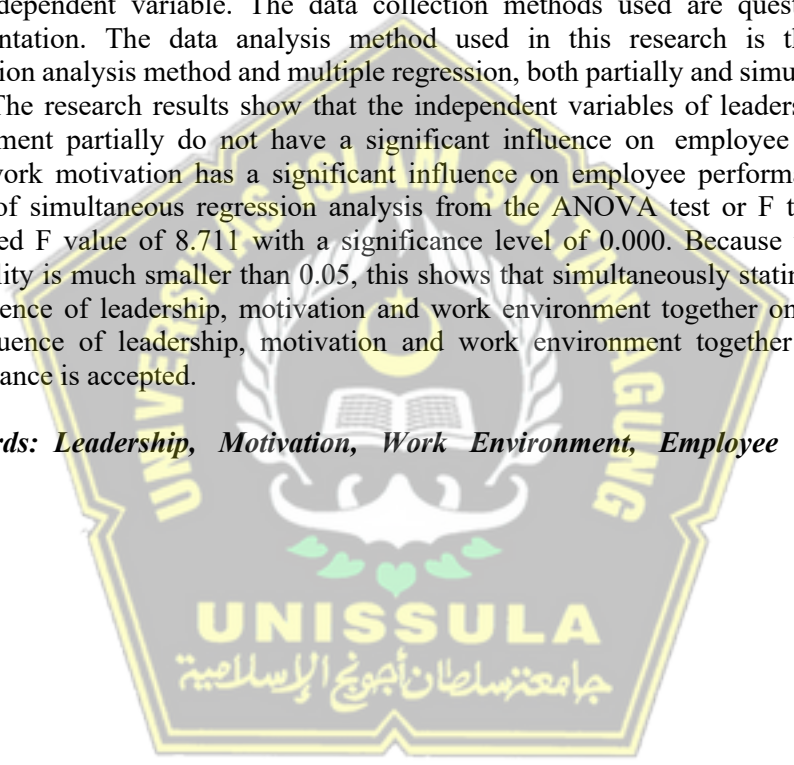 dependent variable. The data collection methods used are quest
ntation. The data analysis method used in this research is th
ion analysis method and multiple regression, both partially and simu
The research results show that the independent variables of leaders
ment partially do not have a significant influence on employee
work motivation has a significant influence on employee performa
of simultaneous regression analysis from the ANOVA test or F t
ed F value of 8.711 with a significance level of 0.000. Because
lity is much smaller than 0.05, this shows that simultaneously statin
ence of leadership, motivation and work environment together on
uence of leadership, motivation and work environment together
ance is accepted.
rds: Leadership, Motivation, Work Environment, Employee
UNIVERSITAS ISLAM SULTAN AGUNG
UNISSULA
جامعة سلطان أجونج الإسلامية